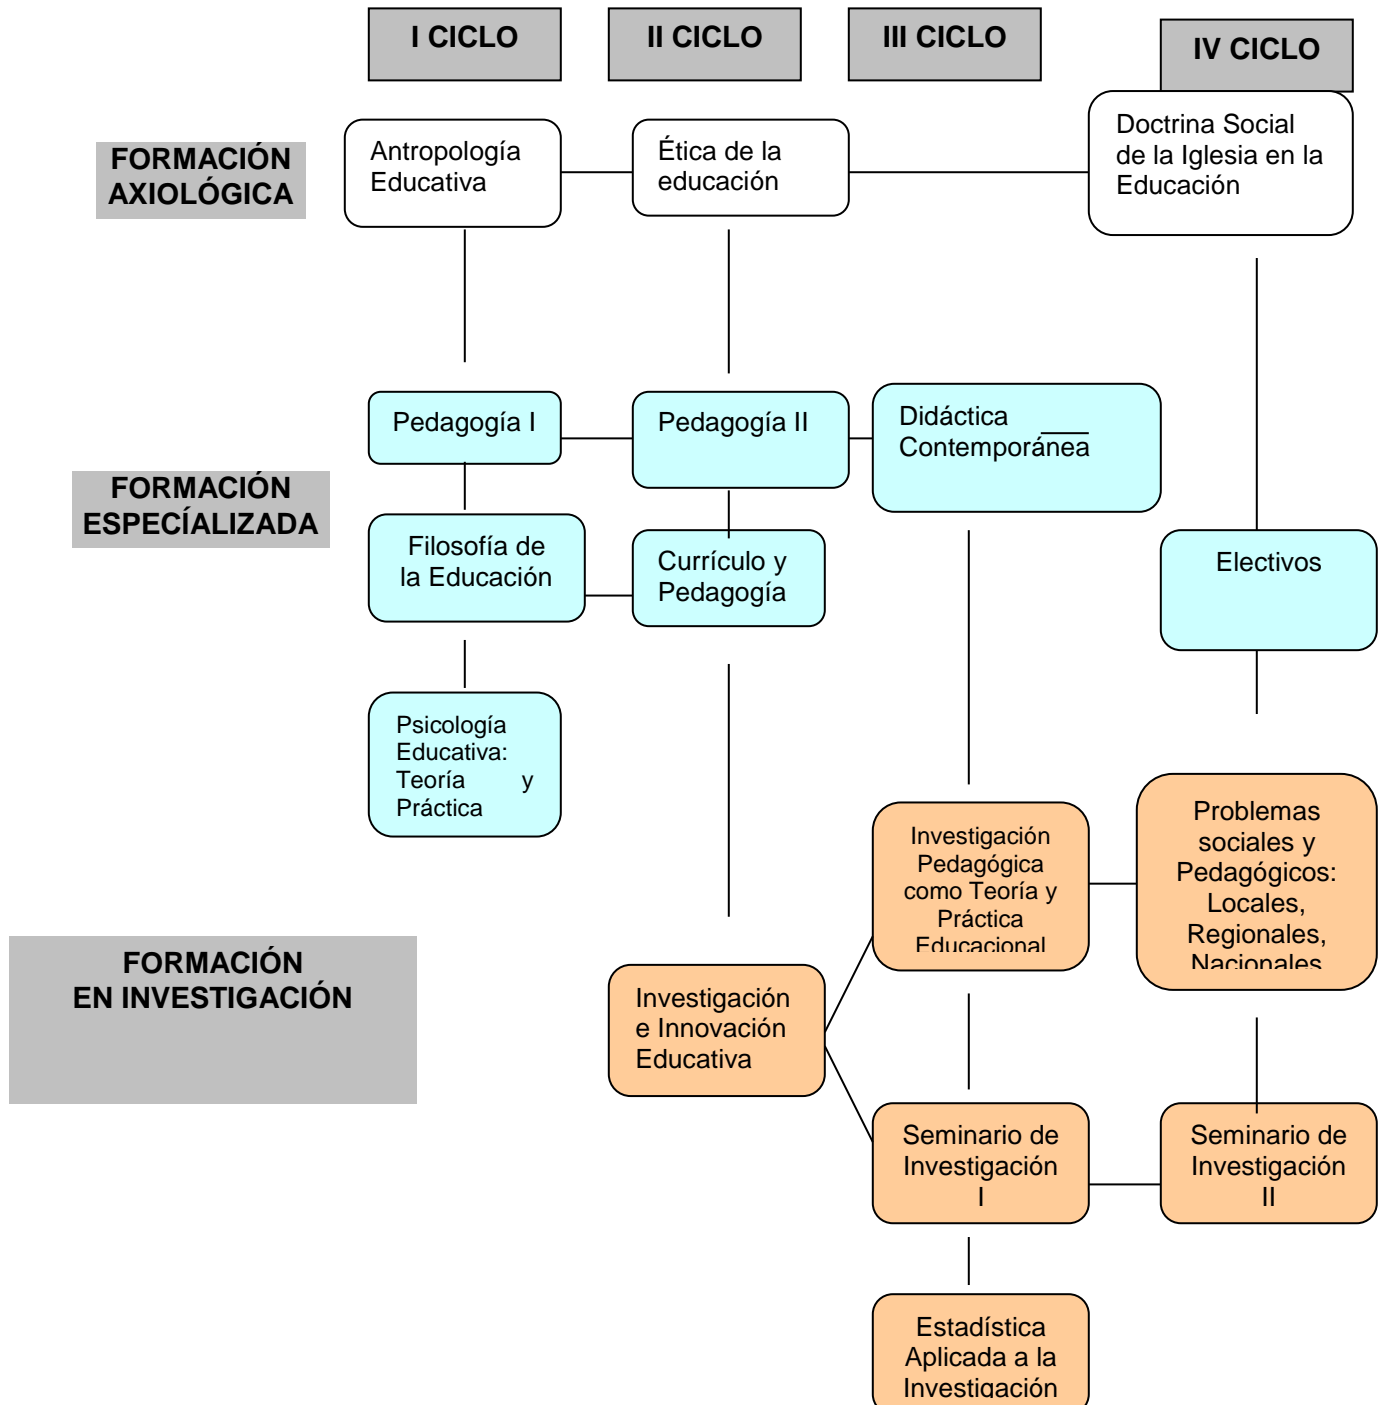 I CICLO
II CICLO
III CICLO
IV CICLO
FORMACIÓN
AXIOLÓGICA
Antropología
Educativa
Ética de la
educación
Doctrina Social
de la Iglesia en la
Educación
FORMACIÓN
ESPECÍALIZADA
Pedagogía I
Pedagogía II
Didáctica
Contemporánea
Filosofía de
la Educación
Currículo y
Pedagogía
Electivos
Psicología
Educativa:
Teoría y
Práctica
FORMACIÓN
EN INVESTIGACIÓN
Investigación
e Innovación
Educativa
Investigación
Pedagógica
como Teoría y
Práctica
Educacional
Problemas
sociales y
Pedagógicos:
Locales,
Regionales,
Nacionales
Seminario de
Investigación
I
Seminario de
Investigación
II
Estadística
Aplicada a la
Investigación